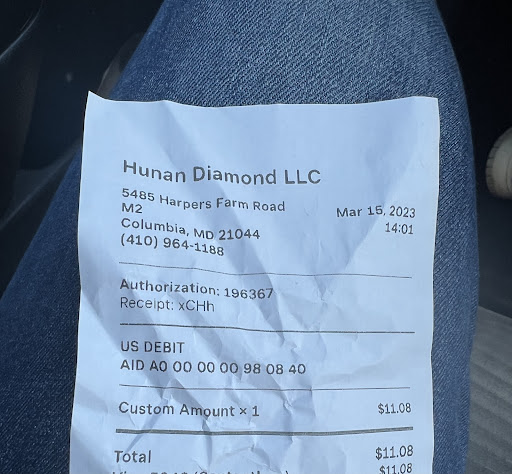 Hunan Diamond LLC
5485 Harpers Farm Road
M2
Columbia, MD 21044
(410) 964-1188
Mar 15, 2023
14:01
Authorization: 196367
Receipt: xCHh
US DEBIT
AID A0 00 00 00 98 08 40
Custom Amount × 1 $11.08
Total $11.08
$11.08